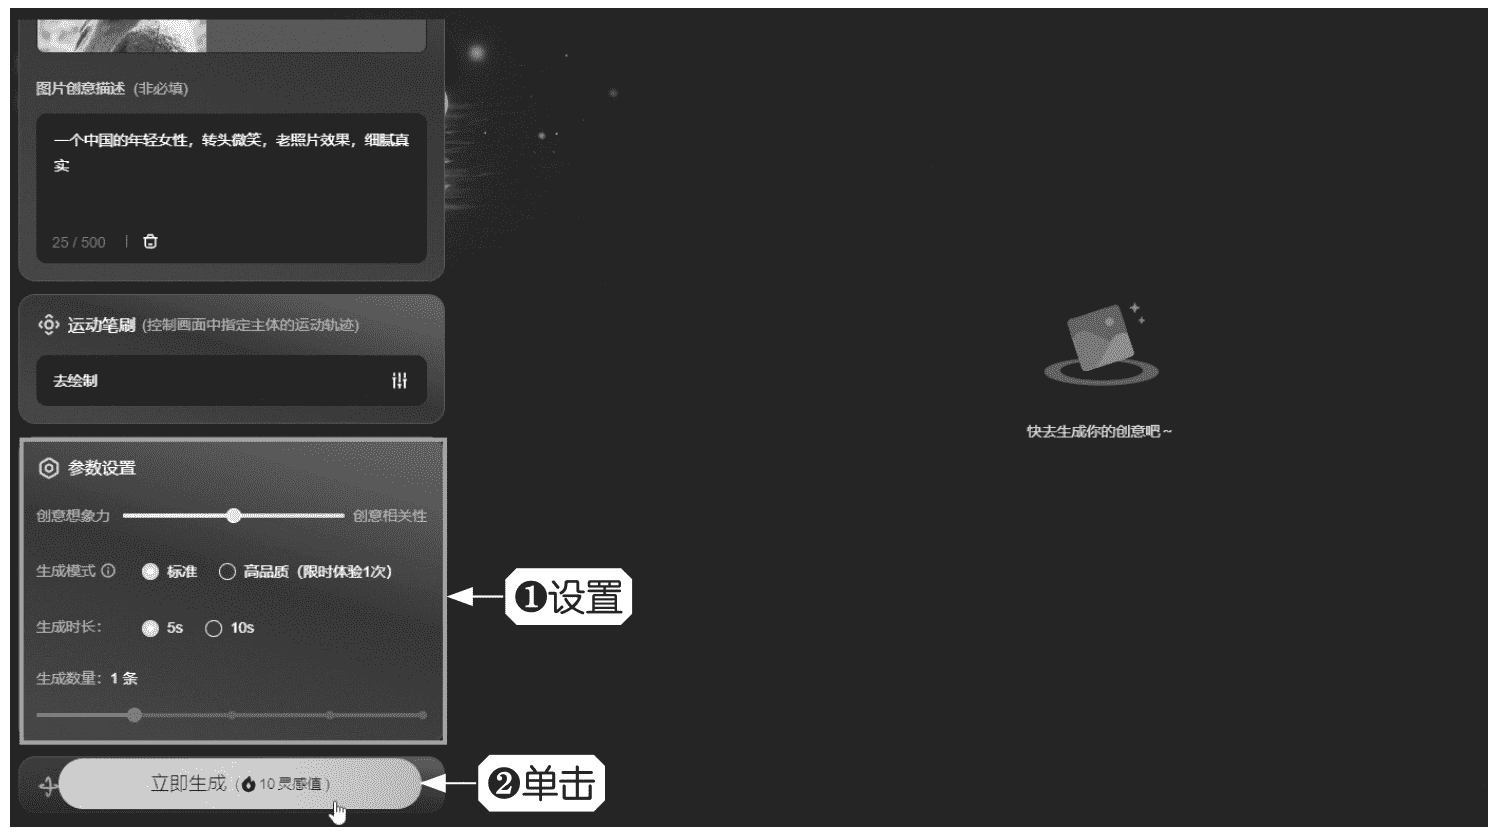 图片创意描述 (非必填)
一个中国的年轻女性，转头微笑，老照片效果，细腻真
实
25 / 500
运动笔刷 (控制画面中指定主体的运动轨迹)
去绘制
参数设置
创意想象力 创意相关性
生成模式 标准 高品质（限时体验1次）
生成时长： 5s 10s
生成数量：1 条
立即生成 ( 10 灵感值 )
❶设置
❷单击
快去生成你的创意吧~